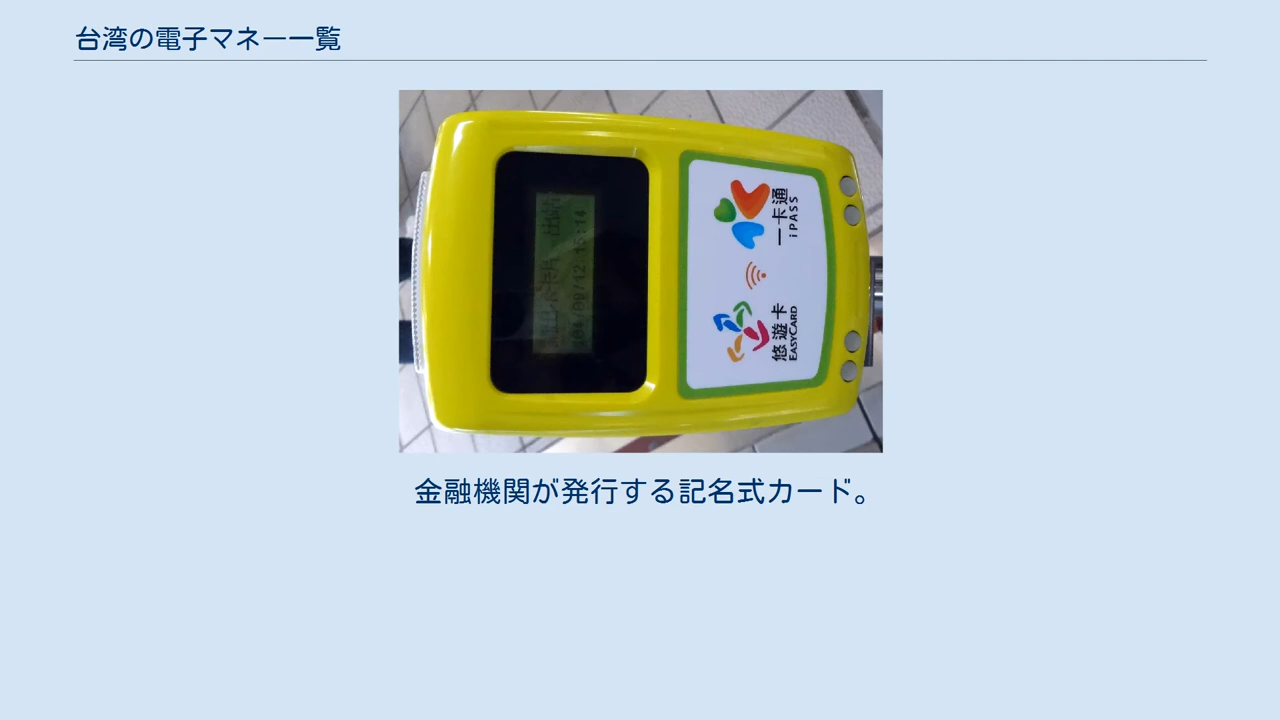 台湾の電子マネー一覧
一卡通
iPASS
悠遊卡
EASYCARD
金融機関が発行する記名式カード。